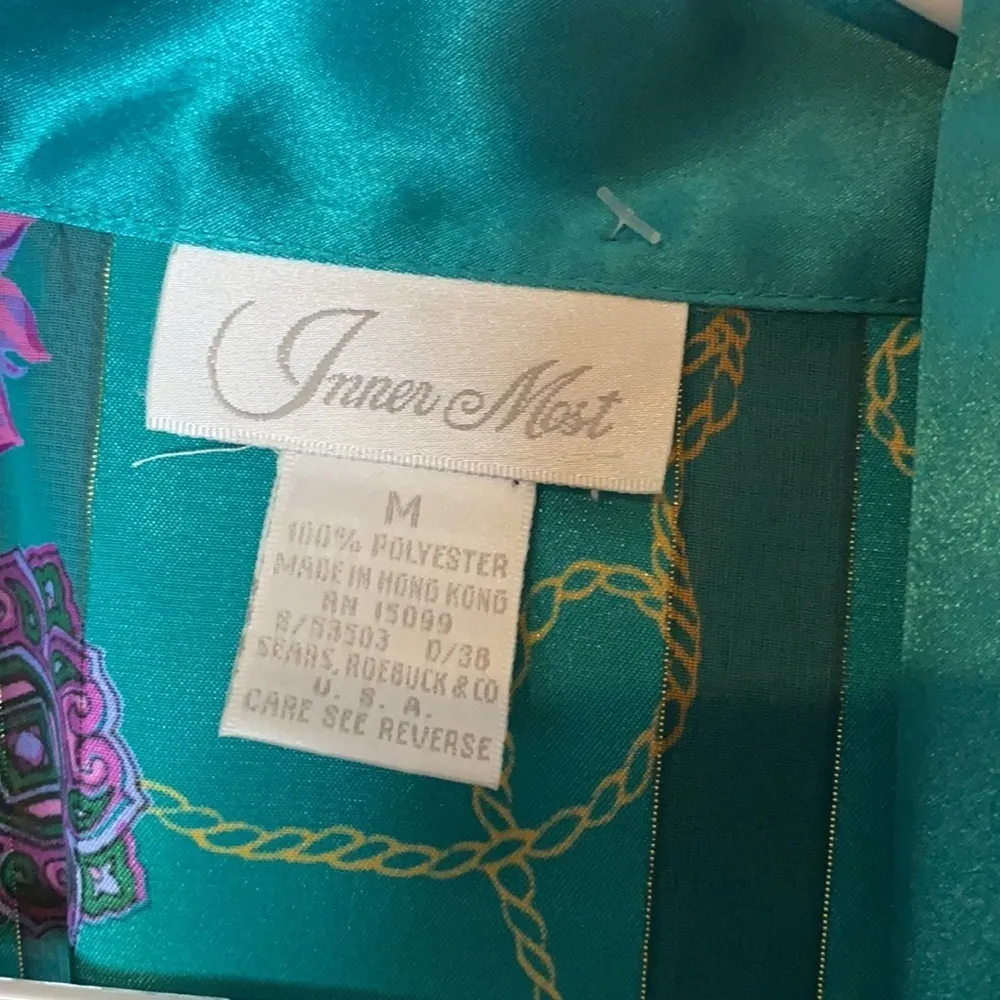 Inner Most
M
100% POLYESTER
MADE IN HONG KONG
RN 15099
8/53503 D/38
SEARS, ROEBUCK & CO
U. S. A.
CARE SEE REVERSE